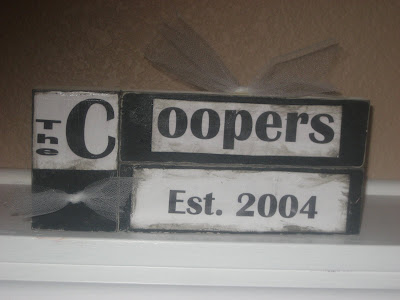 The Coopers
Est. 2004